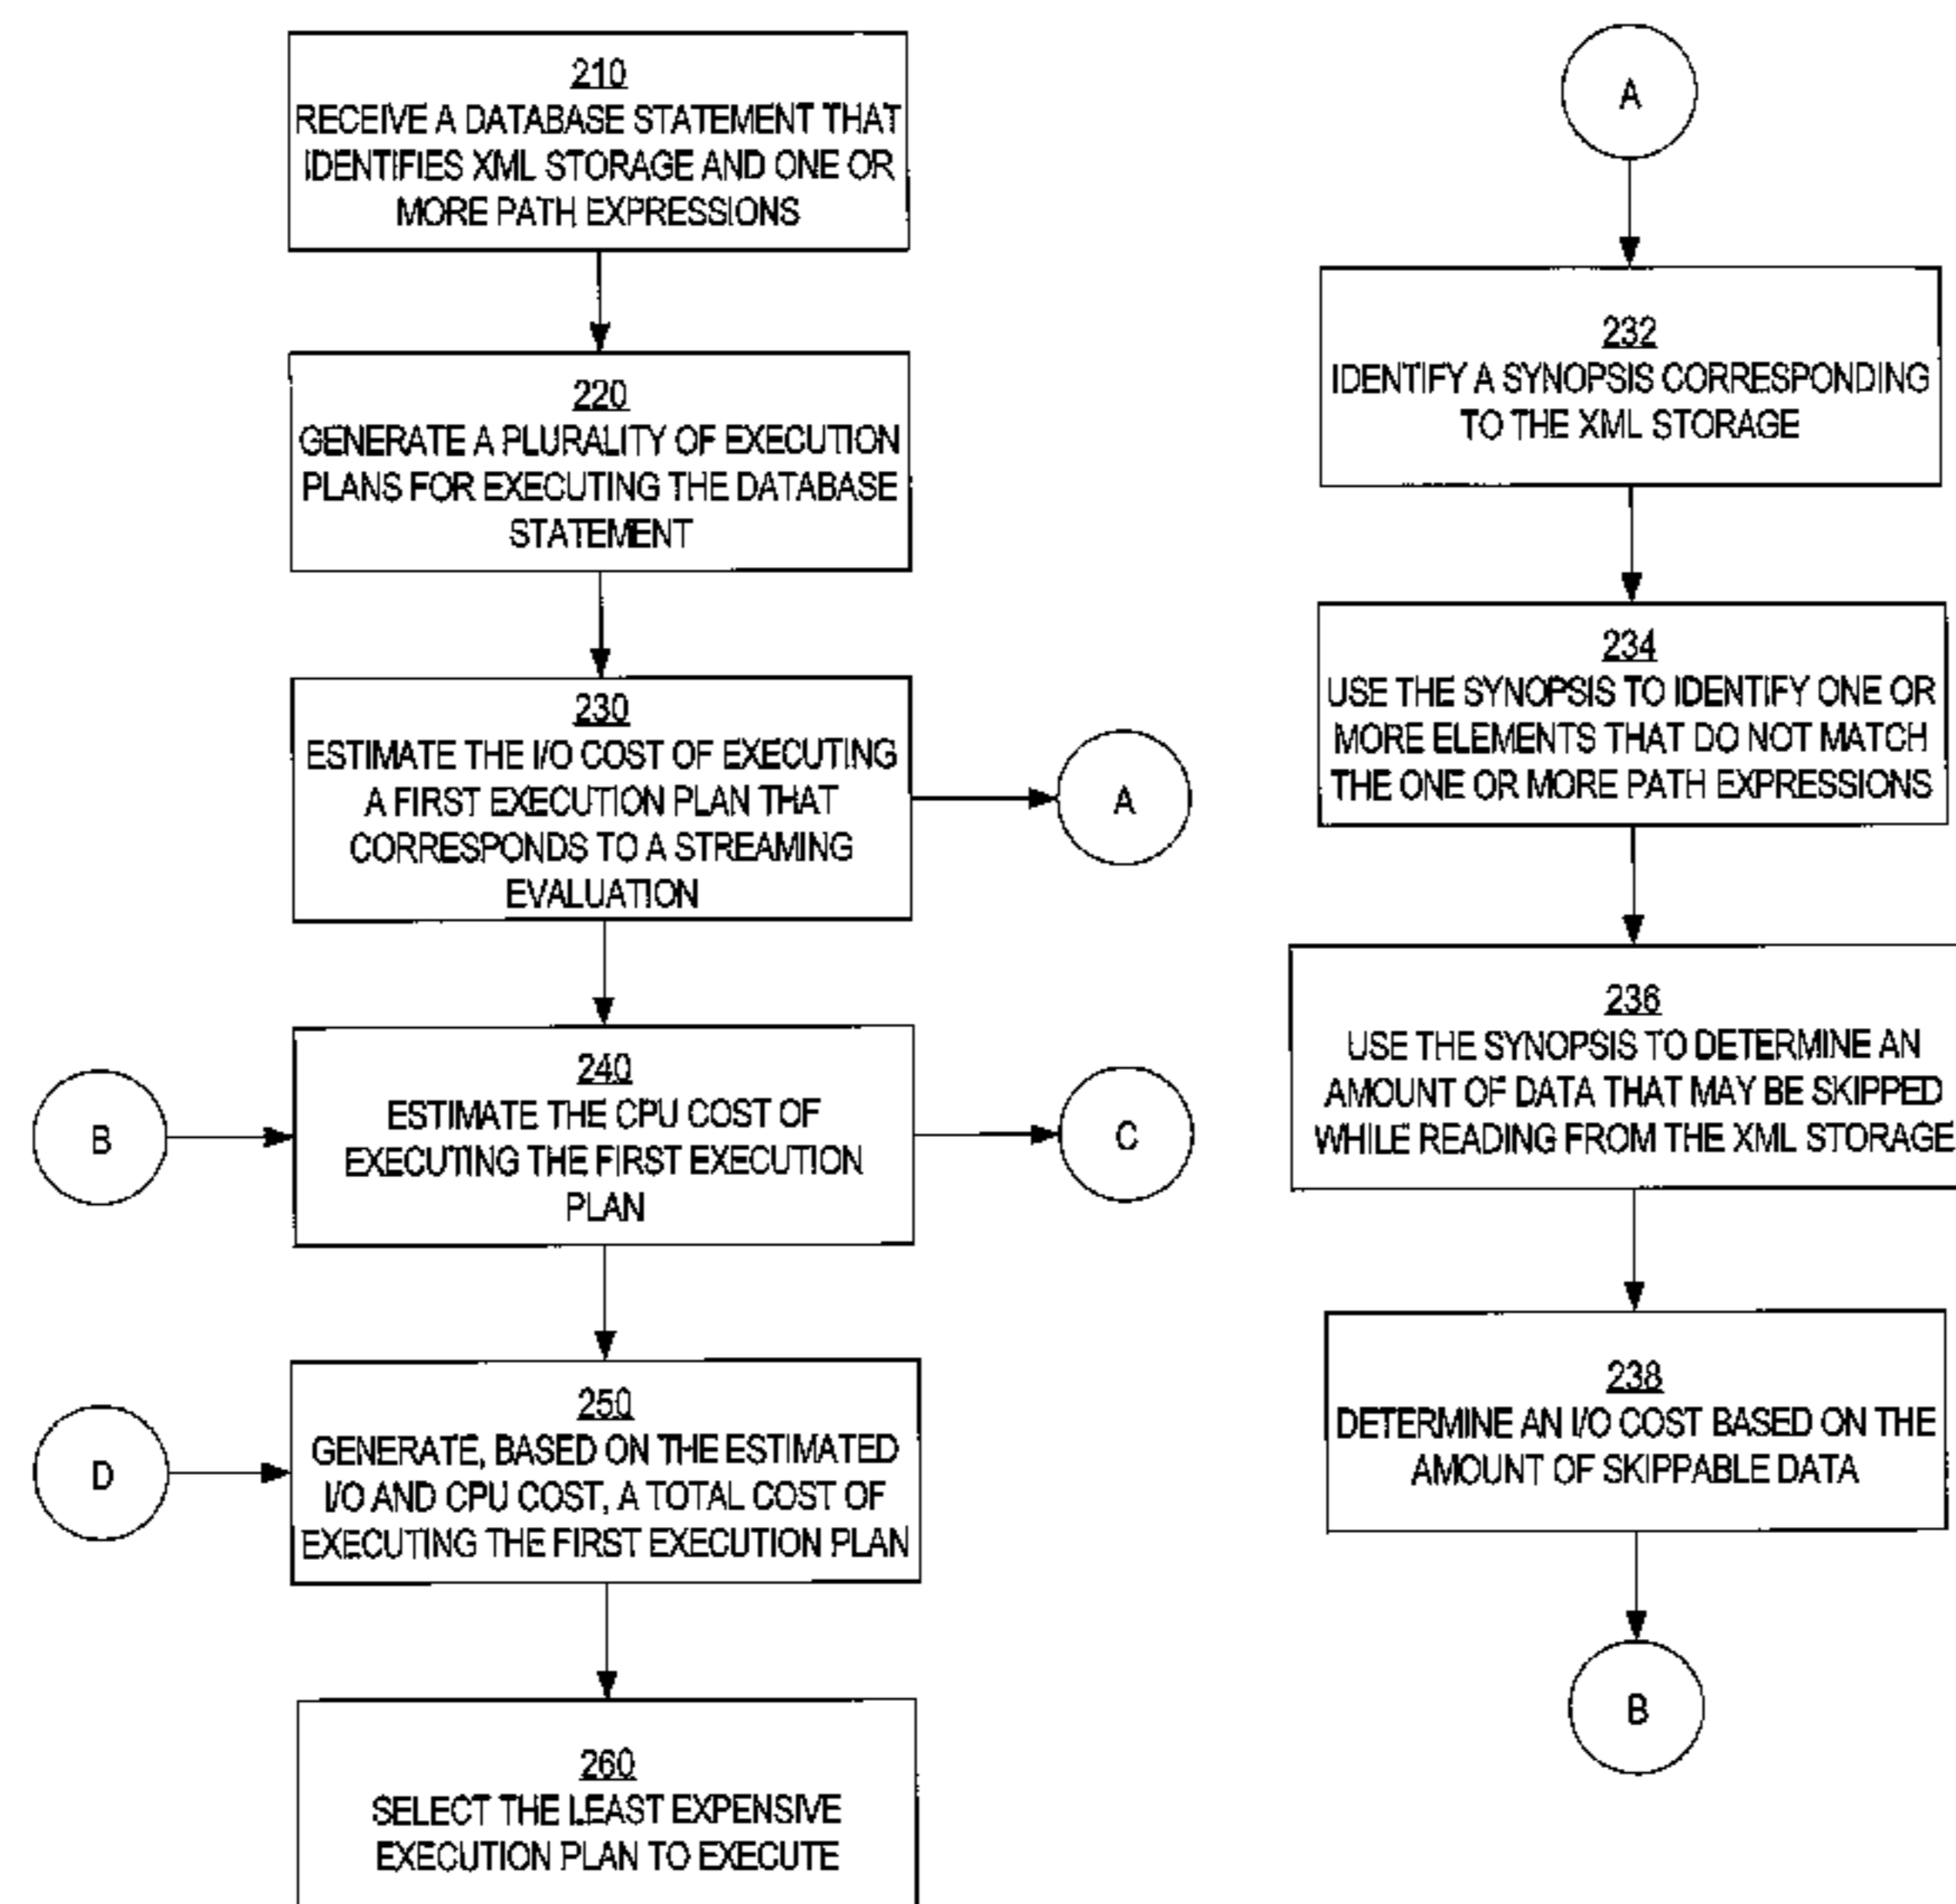 210
RECEIVE A DATABASE STATEMENT THAT
IDENTIFIES XML STORAGE AND ONE OR
MORE PATH EXPRESSIONS
220
GENERATE A PLURALITY OF EXECUTION
PLANS FOR EXECUTING THE DATABASE
STATEMENT
230
ESTIMATE THE I/O COST OF EXECUTING
A FIRST EXECUTION PLAN THAT
CORRESPONDS TO A STREAMING
EVALUATION
A
B
240
ESTIMATE THE CPU COST OF
EXECUTING THE FIRST EXECUTION
PLAN
C
D
250
GENERATE, BASED ON THE ESTIMATED
I/O AND CPU COST, A TOTAL COST OF
EXECUTING THE FIRST EXECUTION PLAN
260
SELECT THE LEAST EXPENSIVE
EXECUTION PLAN TO EXECUTE
A
232
IDENTIFY A SYNOPSIS CORRESPONDING
TO THE XML STORAGE
234
USE THE SYNOPSIS TO IDENTIFY ONE OR
MORE ELEMENTS THAT DO NOT MATCH
THE ONE OR MORE PATH EXPRESSIONS
236
USE THE SYNOPSIS TO DETERMINE AN
AMOUNT OF DATA THAT MAY BE SKIPPED
WHILE READING FROM THE XML STORAGE
238
DETERMINE AN I/O COST BASED ON THE
AMOUNT OF SKIPPABLE DATA
B